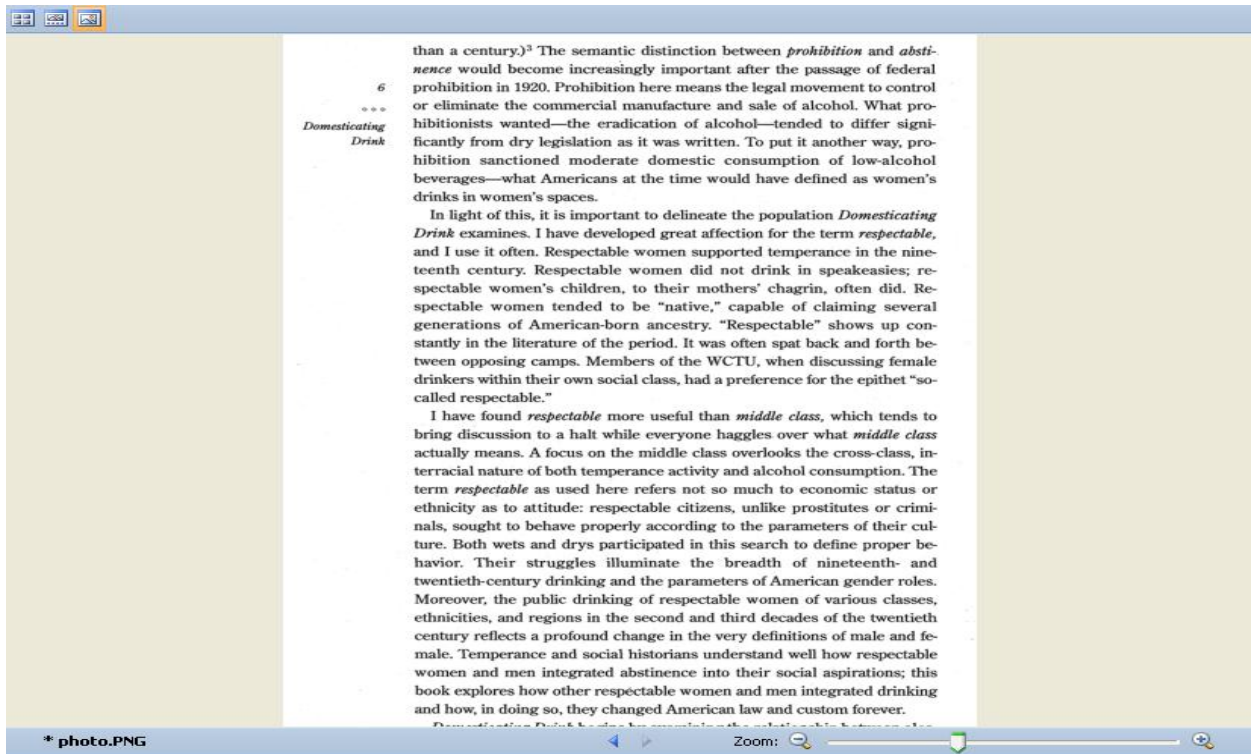 than a century.)³ The semantic distinction between prohibition and absti-
nence would become increasingly important after the passage of federal
6
prohibition in 1920. Prohibition here means the legal movement to control
or eliminate the commercial manufacture and sale of alcohol. What pro-
Domesticating
Drink
hibitionists wanted—the eradication of alcohol—tended to differ signi-
ficantly from dry legislation as it was written. To put it another way, pro-
hibition sanctioned moderate domestic consumption of low-alcohol
beverages—what Americans at the time would have defined as women's
drinks in women's spaces.
In light of this, it is important to delineate the population Domesticating
Drink examines. I have developed great affection for the term respectable,
and I use it often. Respectable women supported temperance in the nine-
teenth century. Respectable women did not drink in speakeasies; re-
spectable women's children, to their mothers' chagrin, often did. Re-
spectable women tended to be "native," capable of claiming several
generations of American-born ancestry. "Respectable" shows up con-
stantly in the literature of the period. It was often spat back and forth be-
tween opposing camps. Members of the WCTU, when discussing female
drinkers within their own social class, had a preference for the epithet "so-
called respectable."
I have found respectable more useful than middle class, which tends to
bring discussion to a halt while everyone haggles over what middle class
actually means. A focus on the middle class overlooks the cross-class, in-
terracial nature of both temperance activity and alcohol consumption. The
term respectable as used here refers not so much to economic status or
ethnicity as to attitude: respectable citizens, unlike prostitutes or crimi-
nals, sought to behave properly according to the parameters of their cul-
ture. Both wets and drys participated in this search to define proper be-
havior. Their struggles illuminate the breadth of nineteenth- and
twentieth-century drinking and the parameters of American gender roles.
Moreover, the public drinking of respectable women of various classes,
ethnicities, and regions in the second and third decades of the twentieth
century reflects a profound change in the very definitions of male and fe-
male. Temperance and social historians understand well how respectable
women and men integrated abstinence into their social aspirations; this
book explores how other respectable women and men integrated drinking
and how, in doing so, they changed American law and custom forever.
* photo.PNG
Zoom: